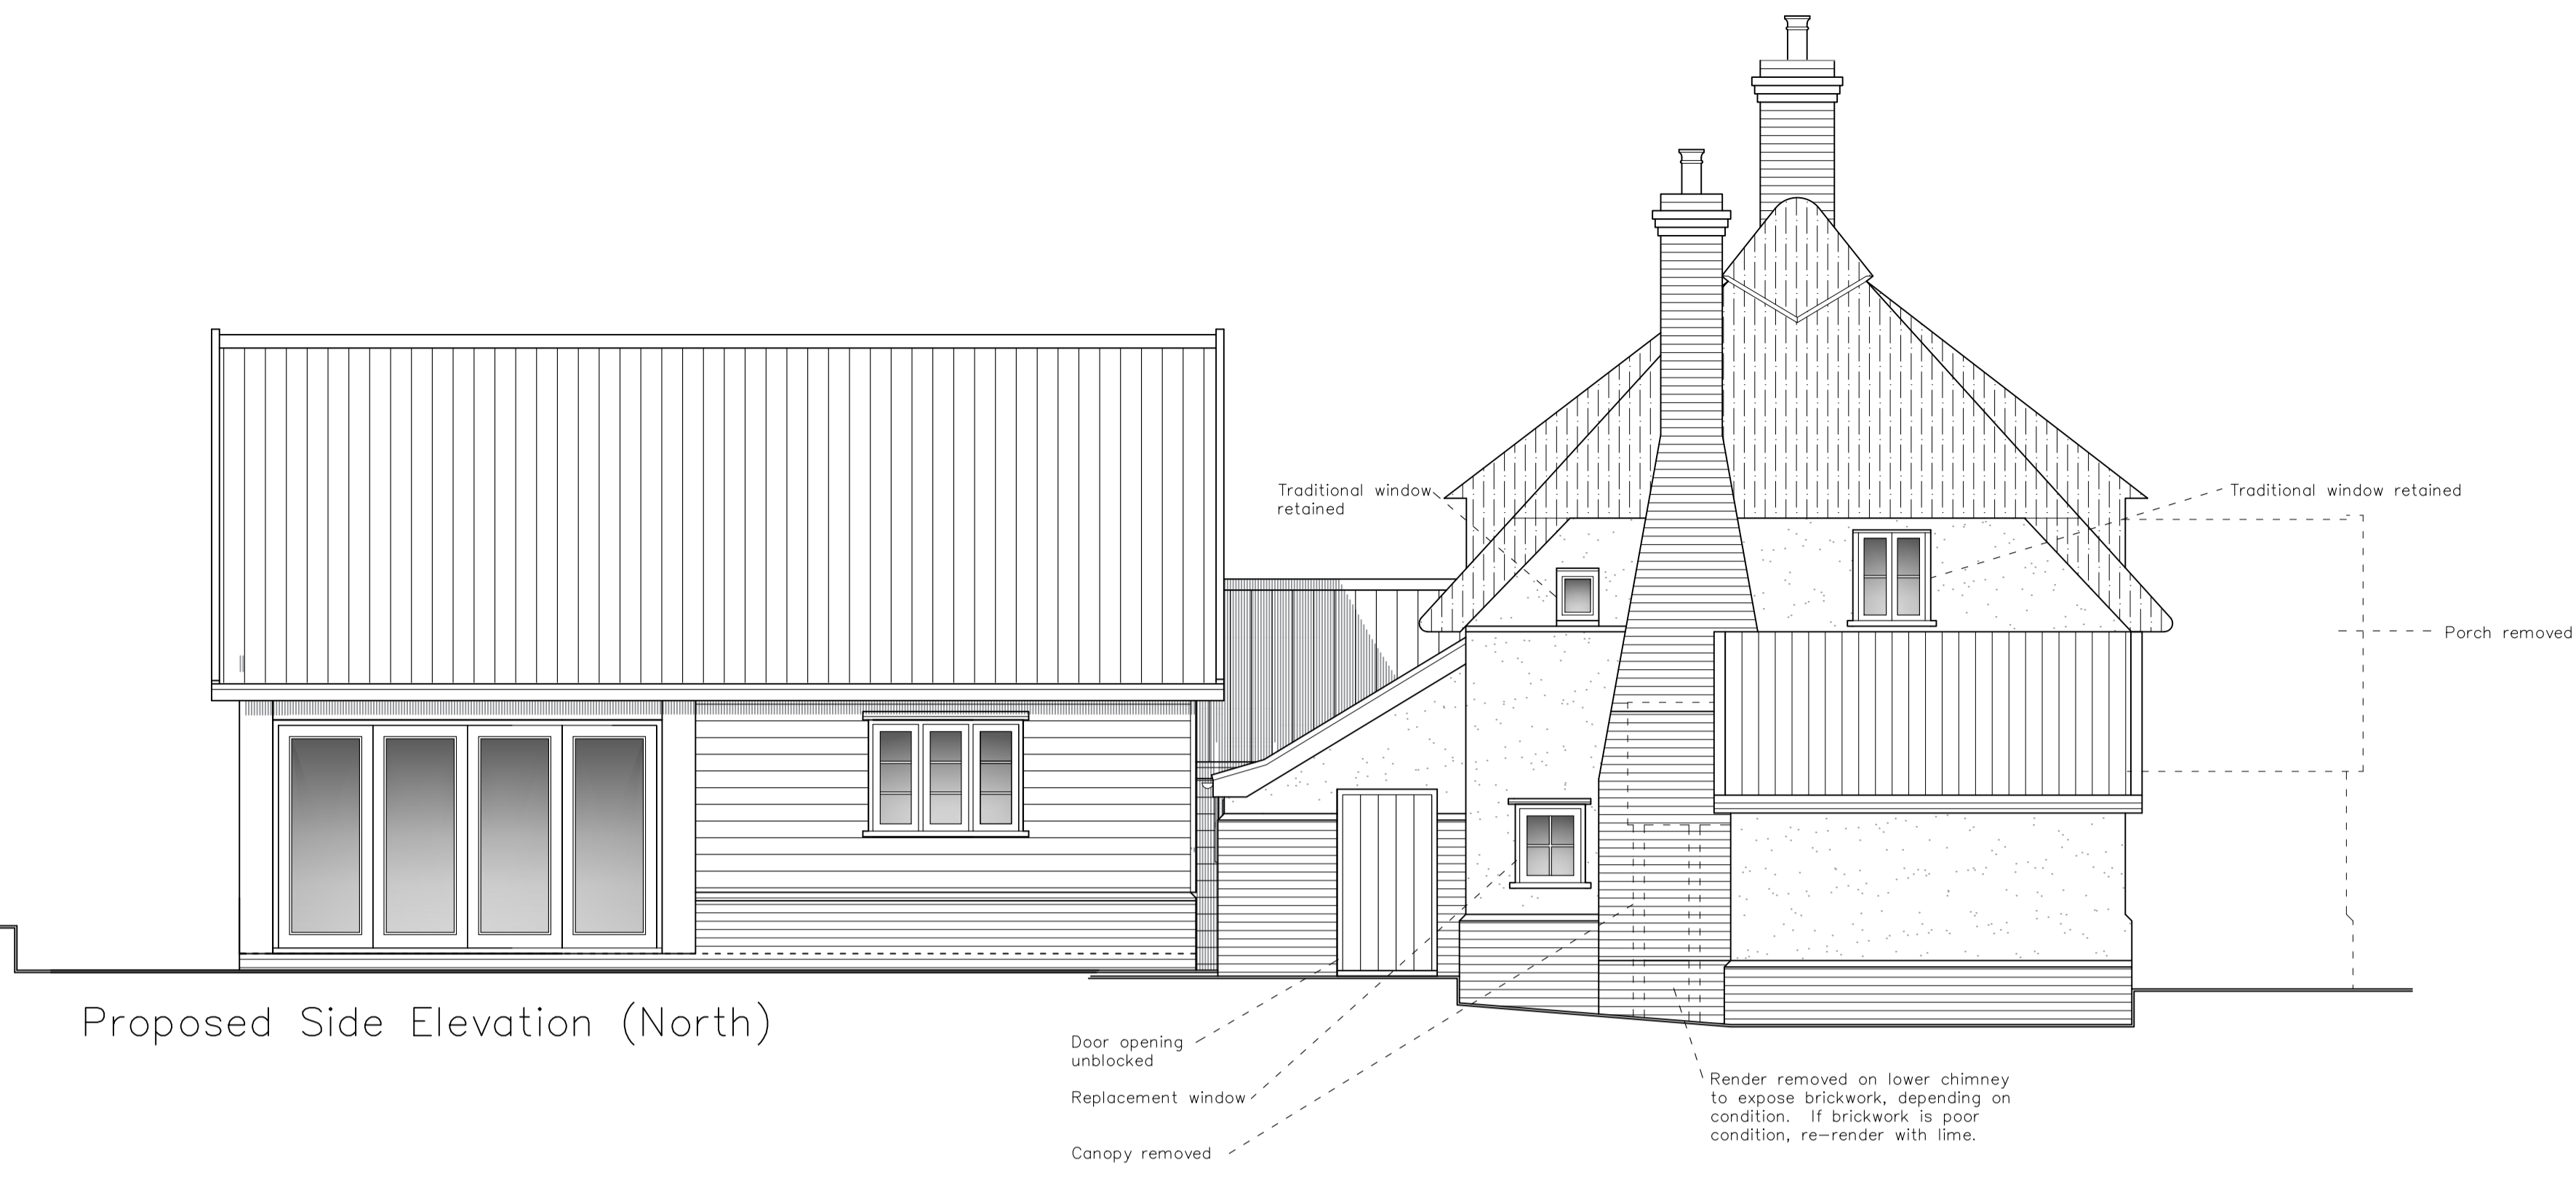 Traditional window
retained
Traditional window retained
Porch removed
Proposed Side Elevation (North)
Door opening
unblocked
Replacement window
Canopy removed
Render removed on lower chimney
to expose brickwork, depending on
condition. If brickwork is poor
condition, re-render with lime.